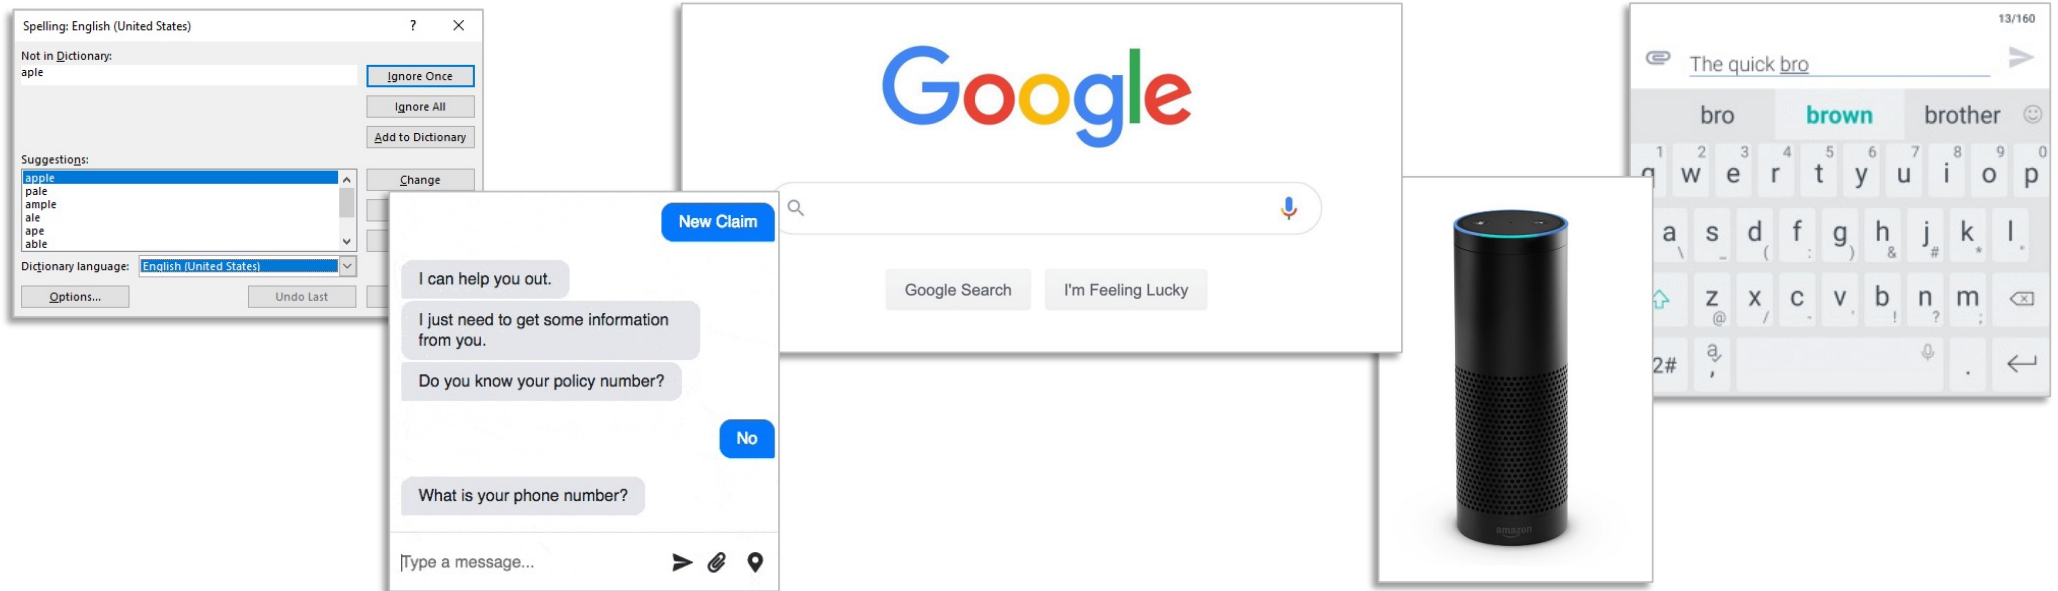 Spelling: English (United States)
?
Not in Dictionary:
aple
Ignore Once
Ignore All
Add to Dictionary
Suggestions:
apple
pale
ample
ale
ape
able
Change
Dictionary language: English (United States)
Options...
Undo Last
New Claim
I can help you out.
I just need to get some information
from you.
Do you know your policy number?
No
What is your phone number?
Type a message...
Google
Google Search
I'm Feeling Lucky
amazon
13/160
The quick bro
bro brown brother
1 2 3 4 5 6 7 8 9 0
q w e r t y u i o p
a s d f g h j k l
\ _ ( : ) & # * "
z x c v b n m
@ / - ' ! ? ;
2# a , .